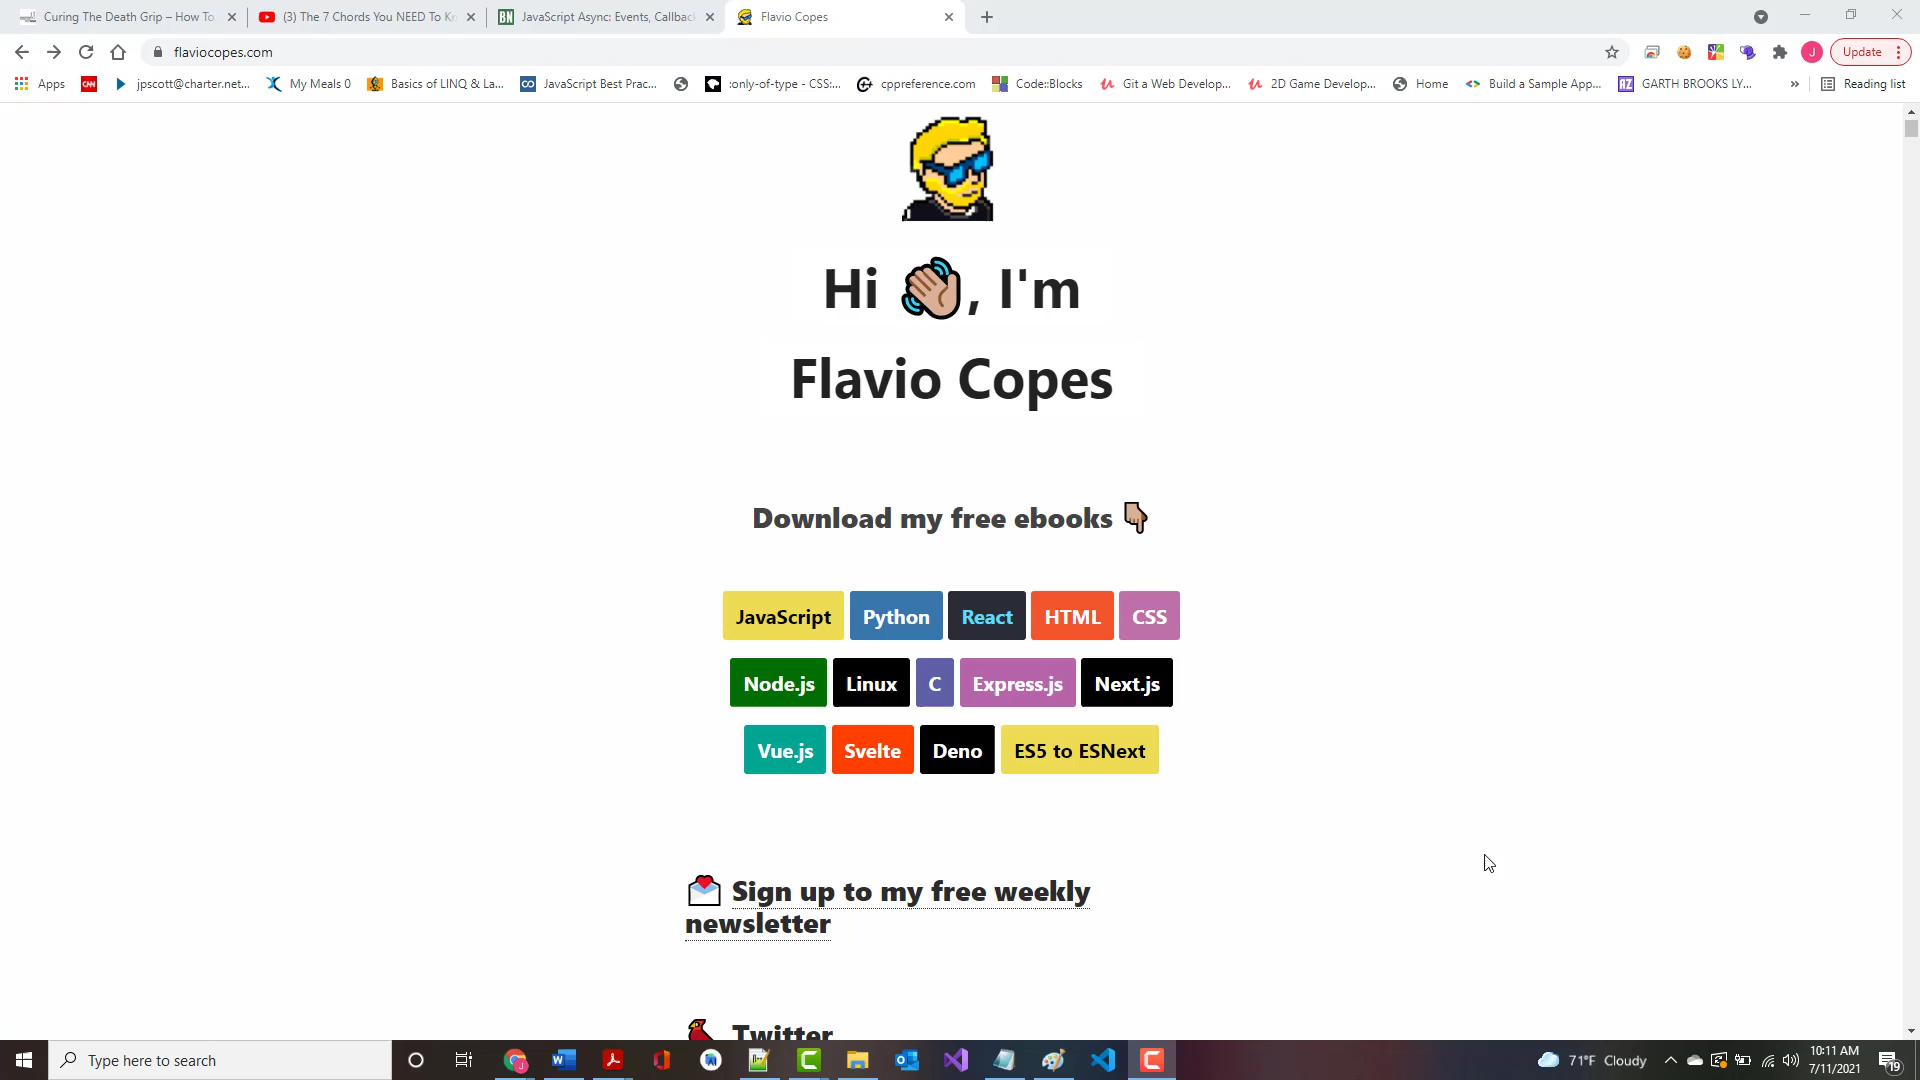 Curing The Death Grip – How To
(3) The 7 Chords You NEED To Kn
BN JavaScript Async: Events, Callbac
Flavio Copes
flaviocopes.com
J
Update
Apps
CNN
jpscott@charter.net...
My Meals 0
Basics of LINQ & La...
JavaScript Best Prac...
:only-of-type - CSS:...
cppreference.com
Code::Blocks
Git a Web Develop...
2D Game Develop...
Home
Build a Sample App...
AZ GARTH BROOKS LY...
»
Reading list
Hi 👋🏽, I'm
Flavio Copes
Download my free ebooks 👇🏽
JavaScript Python React HTML CSS
Node.js Linux C Express.js Next.js
Vue.js Svelte Deno ES5 to ESNext
💌 Sign up to my free weekly
newsletter
Twitter
Type here to search
71°F Cloudy
10:11 AM
7/11/2021
19